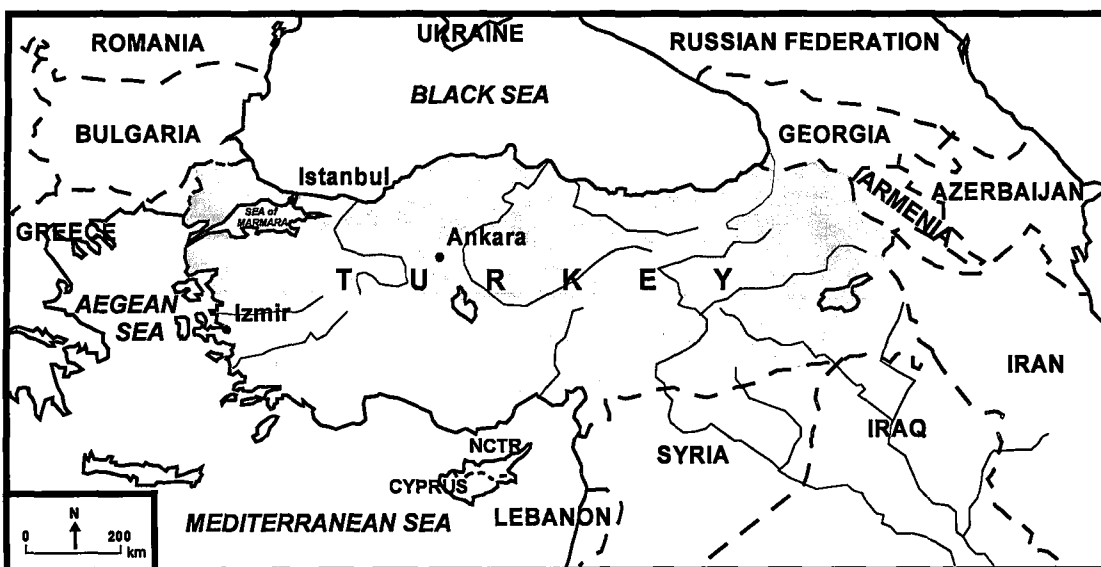 ROMANIA
UKRAINE
RUSSIAN FEDERATION
BLACK SEA
BULGARIA
GEORGIA
Istanbul
ARMENIA
AZERBAIJAN
SEA of
MARMARA
GREECE
Ankara
TURKEY
AEGEAN
SEA
Izmir
IRAN
IRAQ
NCTR
SYRIA
CYPRUS
MEDITERRANEAN SEA
LEBANON
N
0 200
km